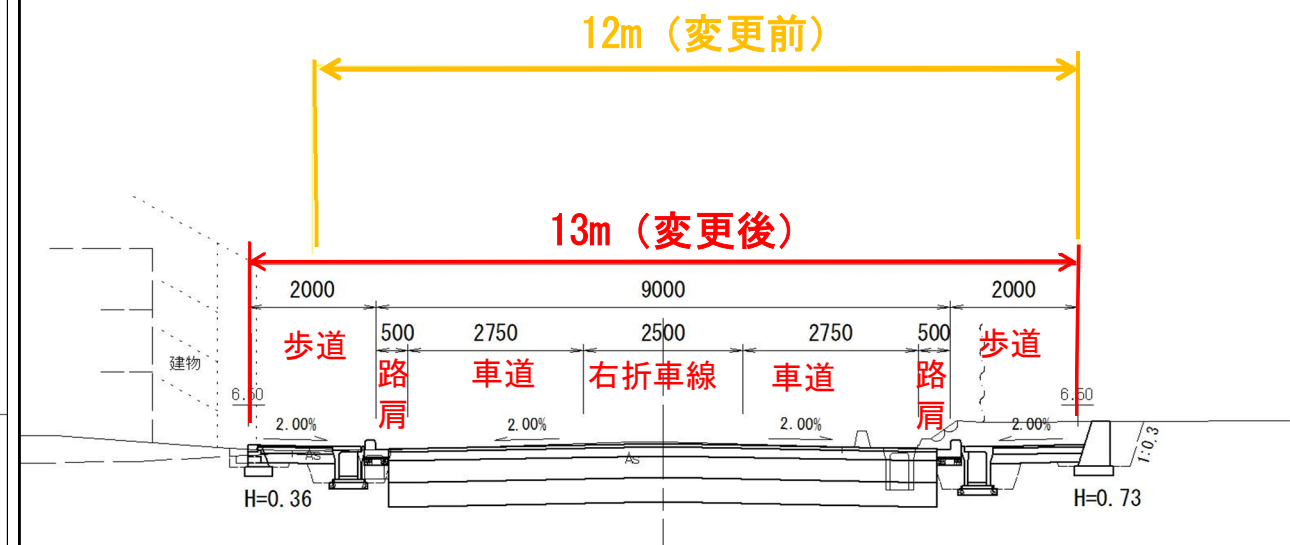 12m（変更前）
13m（変更後）
2000 9000 2000
500 2750 2500 2750 500
歩道 路肩 車道 右折車線 車道 路肩 歩道
建物
6.50 6.50
2.00% 2.00% 2.00% 2.00%
AS AS
1:0.3
H=0.36 H=0.73